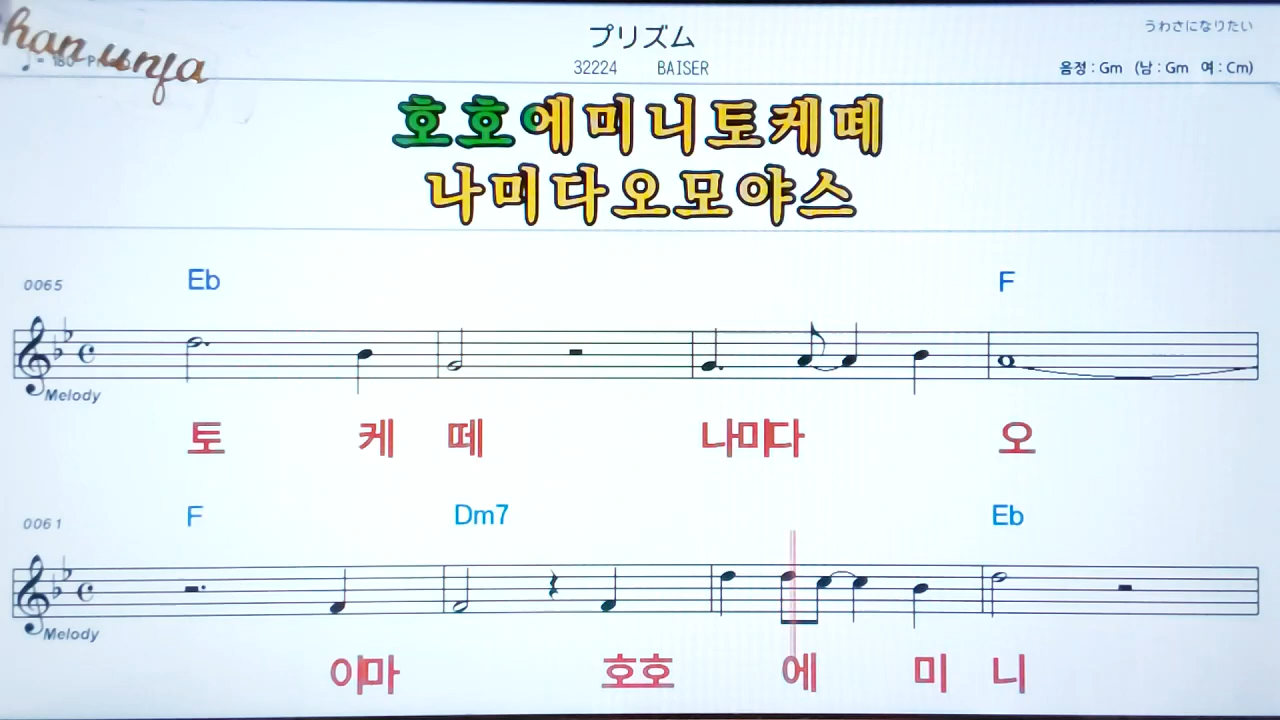 han unja
プリズム
うわさになりたい
32224 BAISER
음정 : Gm (남 : Gm 여 : Cm)
호호에미니토케떼
나미다오모야스
0065 Eb F
Melody
토 케 떼 나미다 오
0061 F Dm7 Eb
Melody
이마 호호 에 미 니